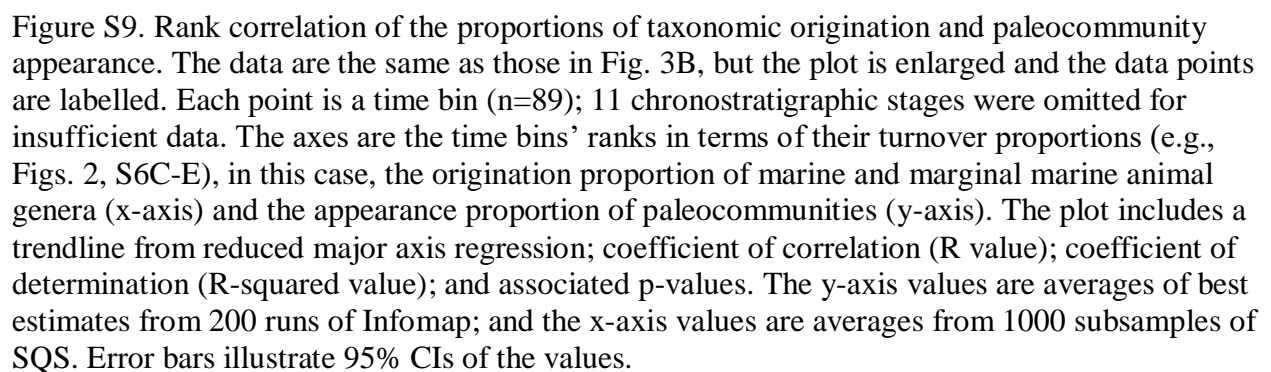 Figure S9. Rank correlation of the proportions of taxonomic origination and paleocommunity
appearance. The data are the same as those in Fig. 3B, but the plot is enlarged and the data points
are labelled. Each point is a time bin (n=89); 11 chronostratigraphic stages were omitted for
insufficient data. The axes are the time bins’ ranks in terms of their turnover proportions (e.g.,
Figs. 2, S6C-E), in this case, the origination proportion of marine and marginal marine animal
genera (x-axis) and the appearance proportion of paleocommunities (y-axis). The plot includes a
trendline from reduced major axis regression; coefficient of correlation (R value); coefficient of
determination (R-squared value); and associated p-values. The y-axis values are averages of best
estimates from 200 runs of Infomap; and the x-axis values are averages from 1000 subsamples of
SQS. Error bars illustrate 95% CIs of the values.